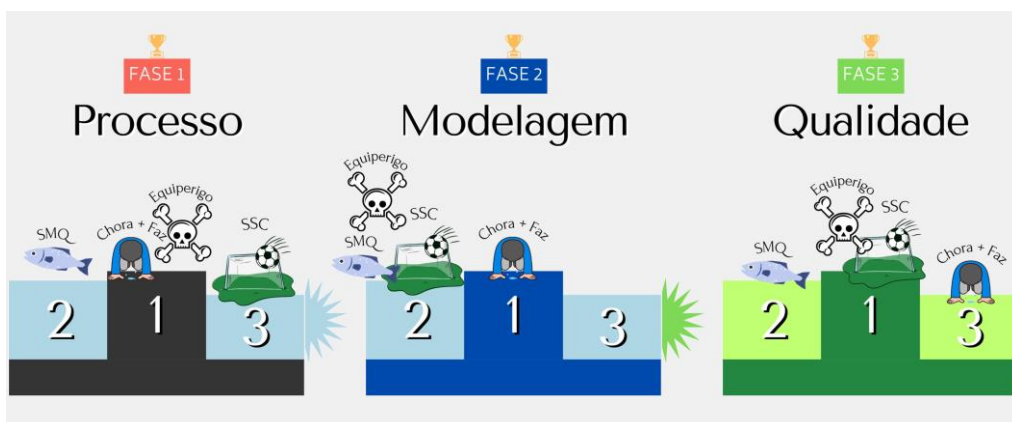 FASE 1
Processo
Equiperigo
SMQ
Chora + Faz
SSC
2
1
3
FASE 2
Modelagem
Equiperigo
SMQ
SSC
Chora + Faz
2
1
3
FASE 3
Qualidade
Equiperigo
SMQ
SSC
Chora + Faz
2
1
3